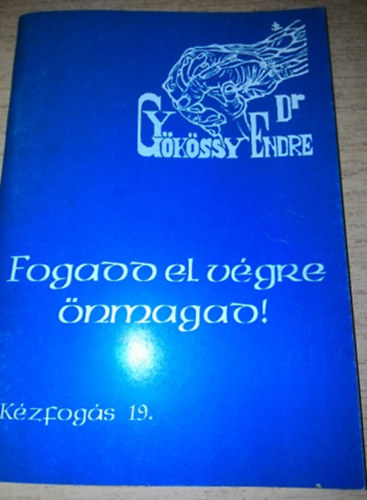 Dr
Gyökössy Endre
Fogadd el végre
önmagad!
Kézfogás 19.